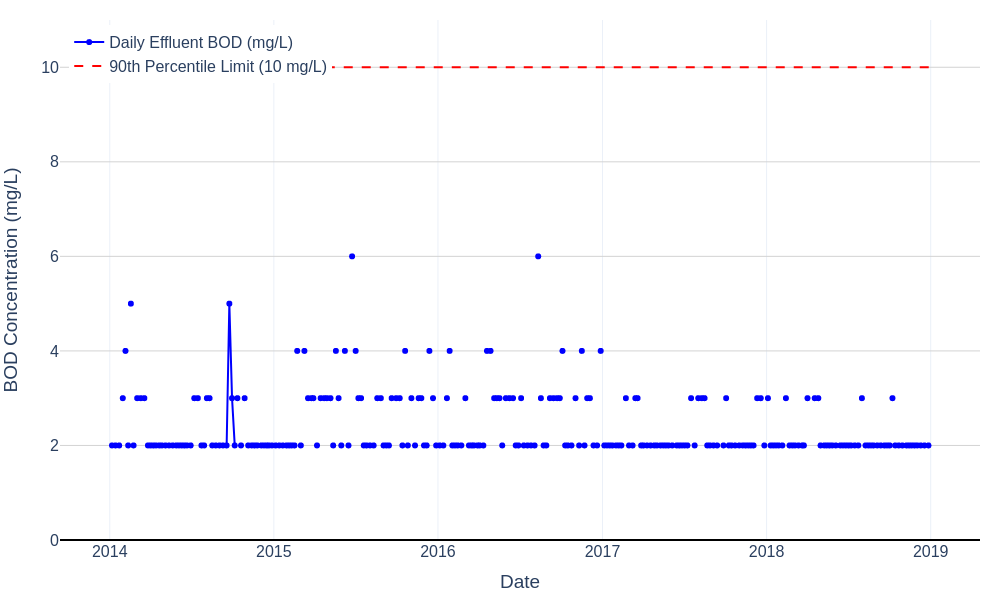 Daily Effluent BOD (mg/L)
90th Percentile Limit (10 mg/L)
BOD Concentration (mg/L)
10
8
6
4
2
0
2014 2015 2016 2017 2018 2019
Date